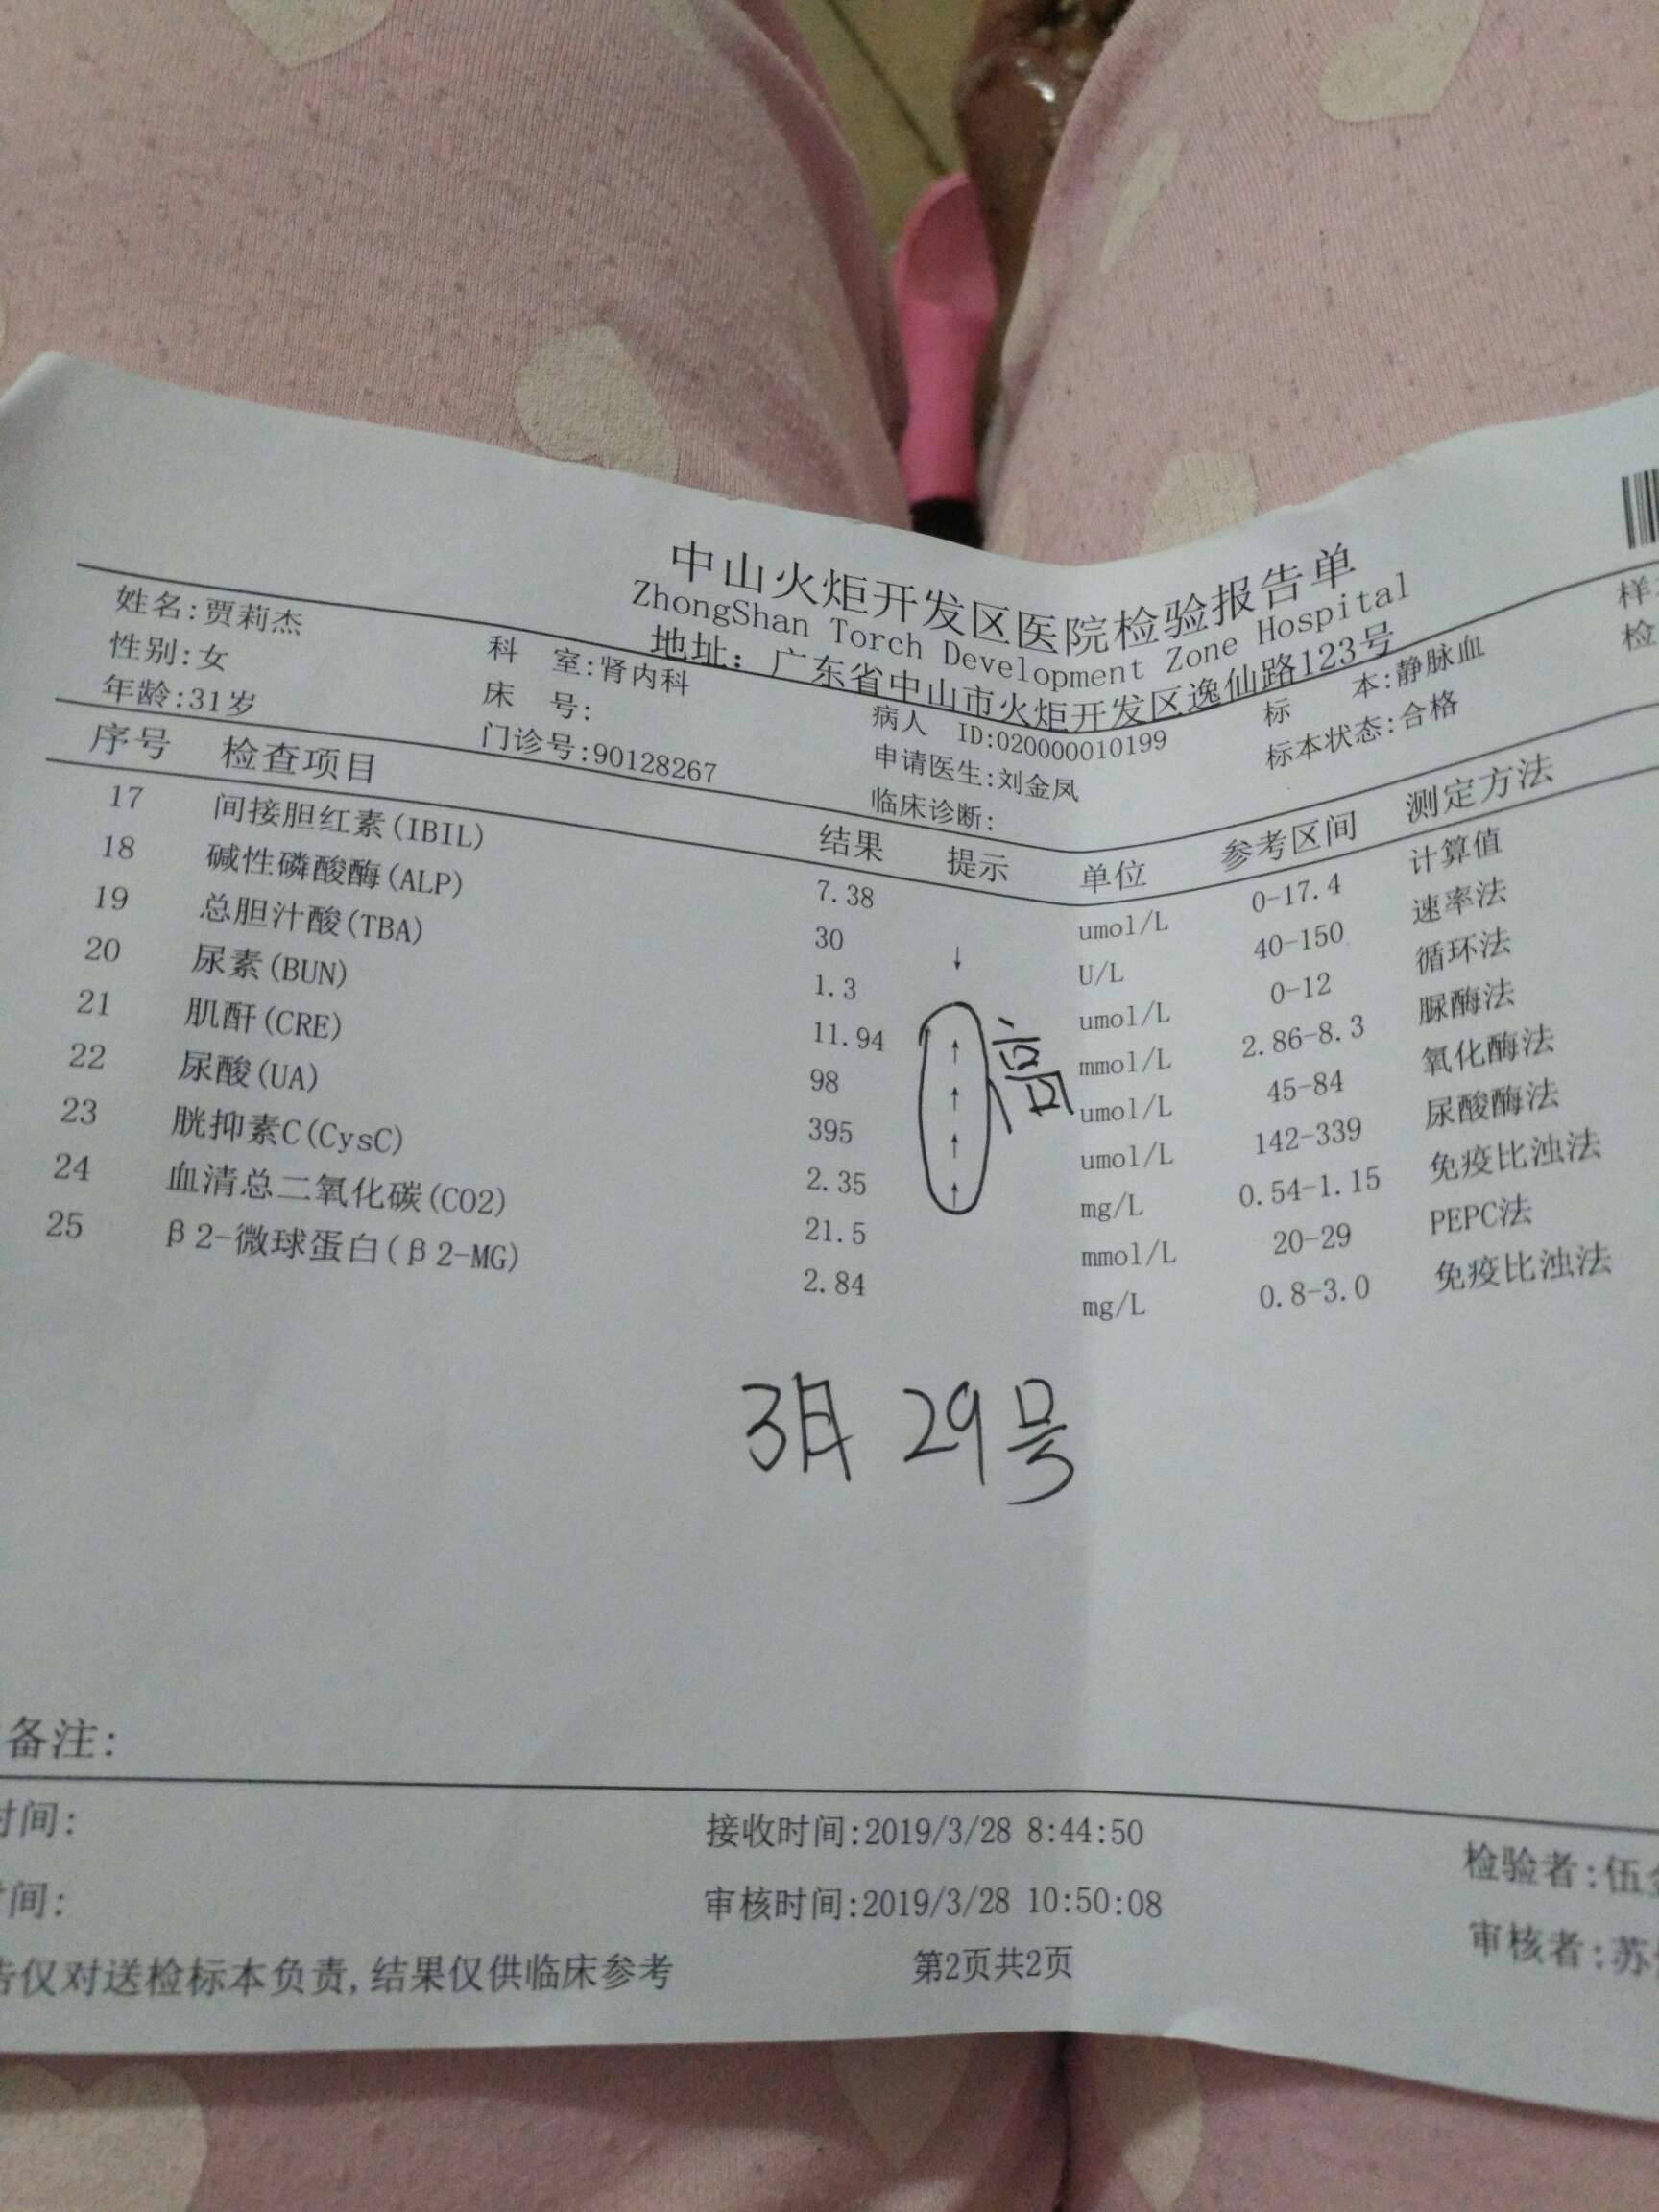 中山火炬开发区医院检验报告单
ZhongShan Torch Development Zone Hospital
地址：广东省中山市火炬开发区逸仙路123号
姓名:贾莉杰 科 室:肾内科 病人 ID:020000010199 标 本:静脉血 样
性别:女 床 号: 申请医生:刘金凤 标本状态:合格 检
年龄:31岁 门诊号:90128267 临床诊断:
序号 检查项目 结果 提示 单位 参考区间 测定方法
17 间接胆红素(IBIL) 7.38 umol/L 0-17.4 计算值
18 碱性磷酸酶(ALP) 30 ↓ U/L 40-150 速率法
19 总胆汁酸(TBA) 1.3 umol/L 0-12 循环法
20 尿素(BUN) 11.94 ↑ mmol/L 2.86-8.3 脲酶法
21 肌酐(CRE) 98 ↑ umol/L 45-84 氧化酶法
22 尿酸(UA) 395 ↑ umol/L 142-339 尿酸酶法
23 胱抑素C(CysC) 2.35 ↑ mg/L 0.54-1.15 免疫比浊法
24 血清总二氧化碳(CO2) 21.5 mmol/L 20-29 PEPC法
25 β2-微球蛋白(β2-MG) 2.84 mg/L 0.8-3.0 免疫比浊法
高
3月 29号
备注:
时间: 接收时间:2019/3/28 8:44:50 检验者:伍
间: 审核时间:2019/3/28 10:50:08 审核者:苏
告仅对送检标本负责,结果仅供临床参考 第2页共2页